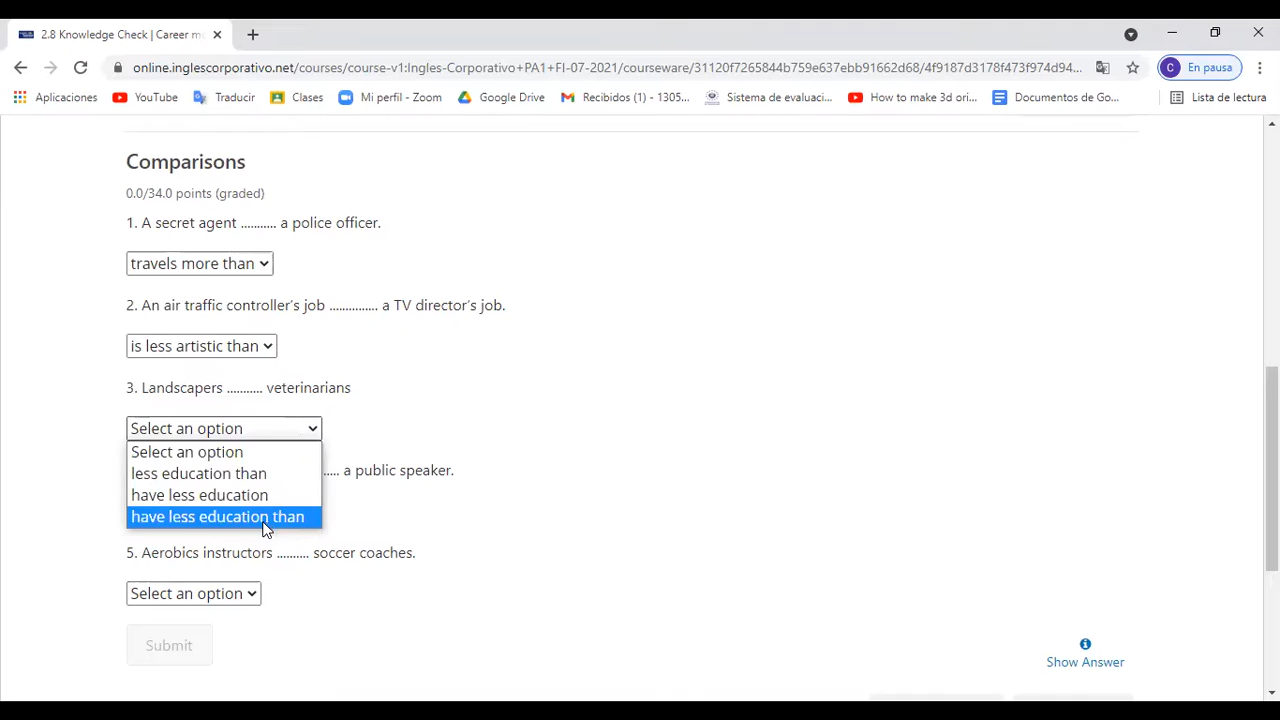 2.8 Knowledge Check | Career m
online.inglescorporativo.net/courses/course-v1:Ingles-Corporativo+PA1+FI-07-2021/courseware/31120f7265844b759e637ebb91662d68/4f9187d3178f473f974d94...
C En pausa
Aplicaciones YouTube Traducir Clases Mi perfil - Zoom Google Drive Recibidos (1) - 1305... Sistema de evaluaci... How to make 3d ori... Documentos de Go... Lista de lectura
Comparisons
0.0/34.0 points (graded)
1. A secret agent ........... a police officer.
travels more than
2. An air traffic controller's job .............. a TV director's job.
is less artistic than
3. Landscapers ........... veterinarians
Select an option
Select an option
less education than
..... a public speaker.
have less education
have less education than
5. Aerobics instructors .......... soccer coaches.
Select an option
Submit
Show Answer